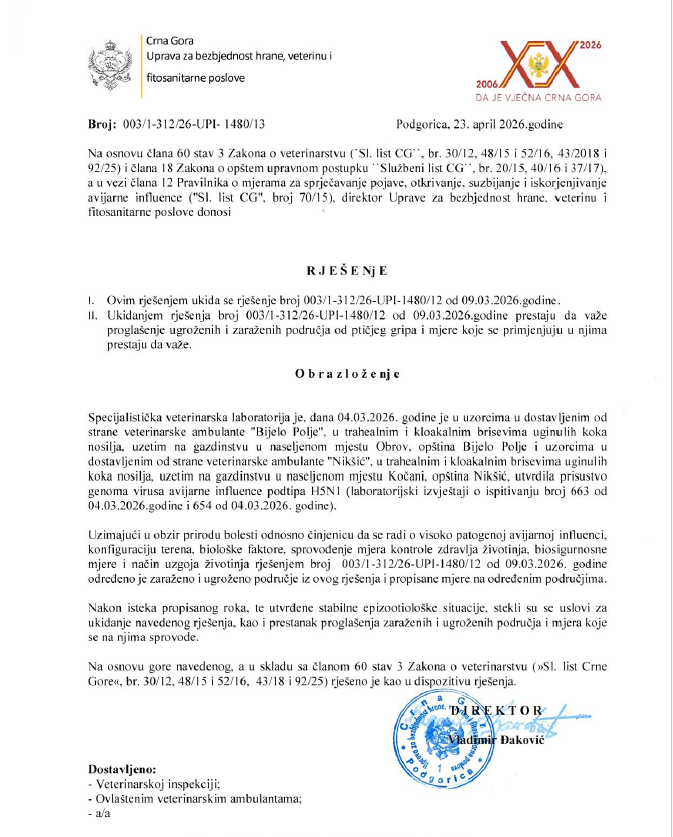 Crna Gora
Uprava za bezbjednost hrane, veterinu i
fitosanitarne poslove
2026
2006
DA JE VJEČNA CRNA GORA
Broj: 003/1-312/26-UPI- 1480/13
Podgorica, 23. april 2026.godine
Na osnovu člana 60 stav 3 Zakona o veterinarstvu (`Sl. list CG``, br. 30/12, 48/15 i 52/16, 43/2018 i
92/25) i člana 18 Zakona o opštem upravnom postupku ``Službeni list CG``, br. 20/15, 40/16 i 37/17),
a u vezi člana 12 Pravilnika o mjerama za sprječavanje pojave, otkrivanje, suzbijanje i iskorjenjivanje
avijarne influence ("Sl. list CG", broj 70/15), direktor Uprave za bezbjednost hrane, veterinu i
fitosanitarne poslove donosi
R J E Š E Nj E
I. Ovim rješenjem ukida se rješenje broj 003/1-312/26-UPI-1480/12 od 09.03.2026.godine..
II. Ukidanjem rješenja broj 003/1-312/26-UPI-1480/12 od 09.03.2026.godine prestaju da važe
proglašenje ugroženih i zaraženih područja od ptičjeg gripa i mjere koje se primjenjuju u njima
prestaju da važe.
O b r a z l o ž e nj e
Specijalistička veterinarska laboratorija je, dana 04.03.2026. godine je u uzorcima u dostavljenim od
strane veterinarske ambulante "Bijelo Polje", u trahealnim i kloakalnim brisevima uginulih koka
nosilja, uzetim na gazdinstvu u naseljenom mjestu Obrov, opština Bijelo Polje i uzorcima u
dostavljenim od strane veterinarske ambulante "Nikšić", u trahealnim i kloakalnim brisevima uginulih
koka nosilja, uzetim na gazdinstvu u naseljenom mjestu Kočani, opština Nikšić, utvrdila prisustvo
genoma virusa avijarne influence podtipa H5N1 (laboratorijski izvještaji o ispitivanju broj 663 od
04.03.2026.godine i 654 od 04.03.2026. godine).
Uzimajući u obzir prirodu bolesti odnosno činjenicu da se radi o visoko patogenoj avijarnoj influenci,
konfiguraciju terena, biološke faktore, sprovođenje mjera kontrole zdravlja životinja, biosigurnosne
mjere i način uzgoja životinja rješenjem broj 003/1-312/26-UPI-1480/12 od 09.03.2026. godine
određeno je zaraženo i ugroženo područje iz ovog rješenja i propisane mjere na određenim područjima.
Nakon isteka propisanog roka, te utvrđene stabilne epizootiološke situacije, stekli su se uslovi za
ukidanje navedenog rješenja, kao i prestanak proglašenja zaraženih i ugroženih područja i mjera koje
se na njima sprovode.
Na osnovu gore navedenog, a u skladu sa članom 60 stav 3 Zakona o veterinarstvu (»Sl. list Crne
Gore«, br. 30/12, 48/15 i 52/16, 43/18 i 92/25) rješeno je kao u dispozitivu rješenja.
D I R E K T O R
Vladimir Đaković
Crna G
Podgorica
1
Dostavljeno:
- Veterinarskoj inspekciji;
- Ovlaštenim veterinarskim ambulantama;
- a/a